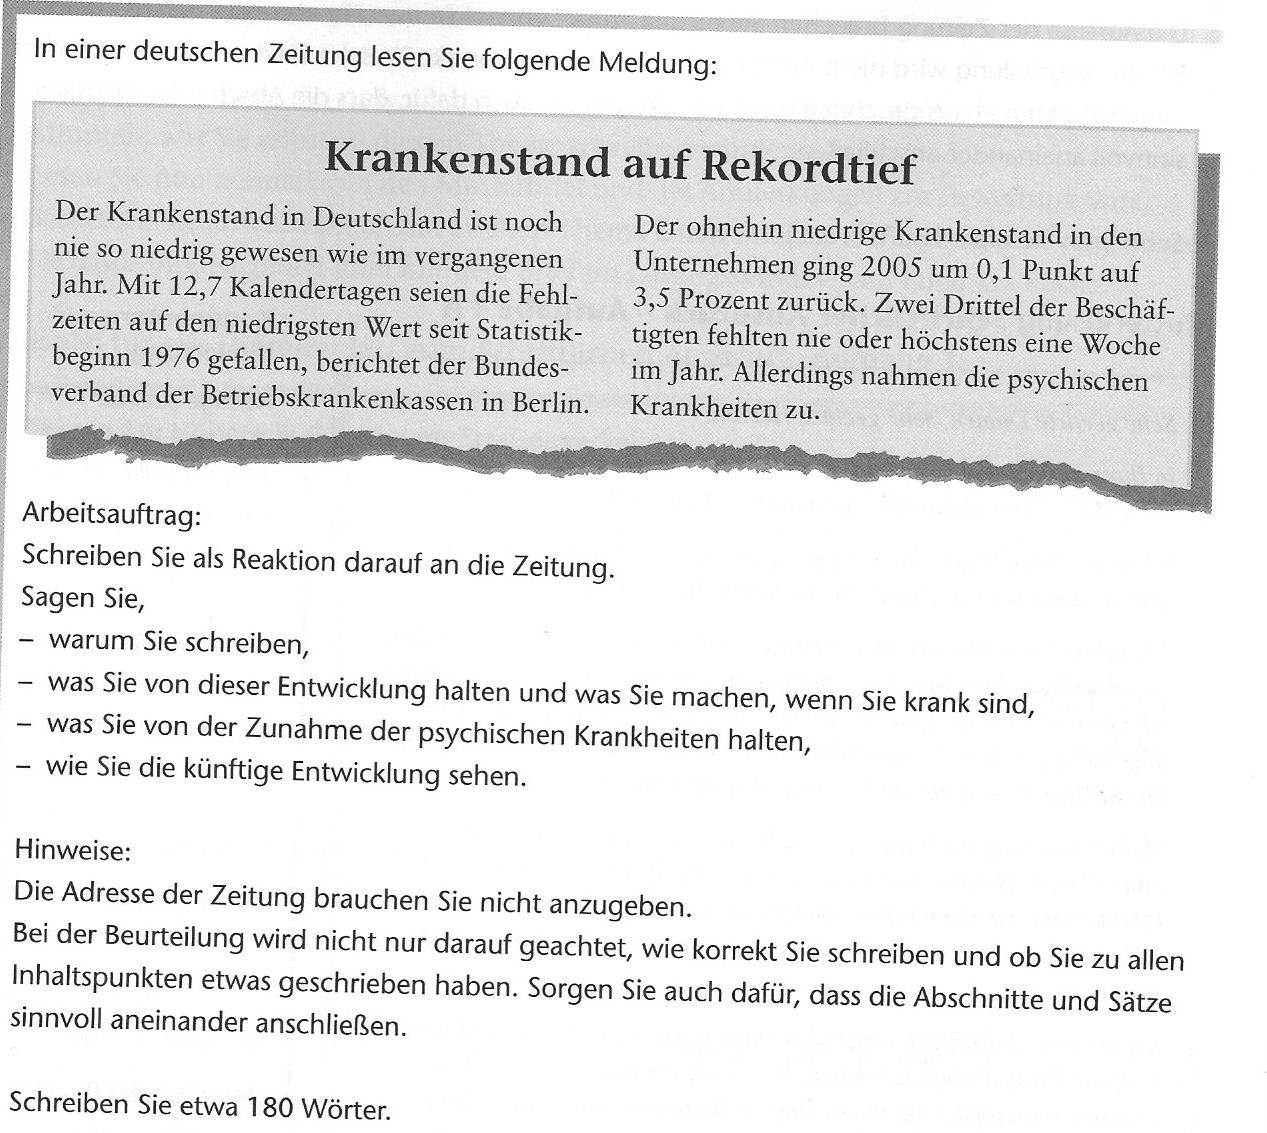 In einer deutschen Zeitung lesen Sie folgende Meldung:
Krankenstand auf Rekordtief
Der Krankenstand in Deutschland ist noch
nie so niedrig gewesen wie im vergangenen
Jahr. Mit 12,7 Kalendertagen seien die Fehl-
zeiten auf den niedrigsten Wert seit Statistik-
beginn 1976 gefallen, berichtet der Bundes-
verband der Betriebskrankenkassen in Berlin.
Der ohnehin niedrige Krankenstand in den
Unternehmen ging 2005 um 0,1 Punkt auf
3,5 Prozent zurück. Zwei Drittel der Beschäf-
tigten fehlten nie oder höchstens eine Woche
im Jahr. Allerdings nahmen die psychischen
Krankheiten zu.
Arbeitsauftrag:
Schreiben Sie als Reaktion darauf an die Zeitung.
Sagen Sie,
– warum Sie schreiben,
– was Sie von dieser Entwicklung halten und was Sie machen, wenn Sie krank sind,
– was Sie von der Zunahme der psychischen Krankheiten halten,
– wie Sie die künftige Entwicklung sehen.
Hinweise:
Die Adresse der Zeitung brauchen Sie nicht anzugeben.
Bei der Beurteilung wird nicht nur darauf geachtet, wie korrekt Sie schreiben und ob Sie zu allen
Inhaltspunkten etwas geschrieben haben. Sorgen Sie auch dafür, dass die Abschnitte und Sätze
sinnvoll aneinander anschließen.
Schreiben Sie etwa 180 Wörter.